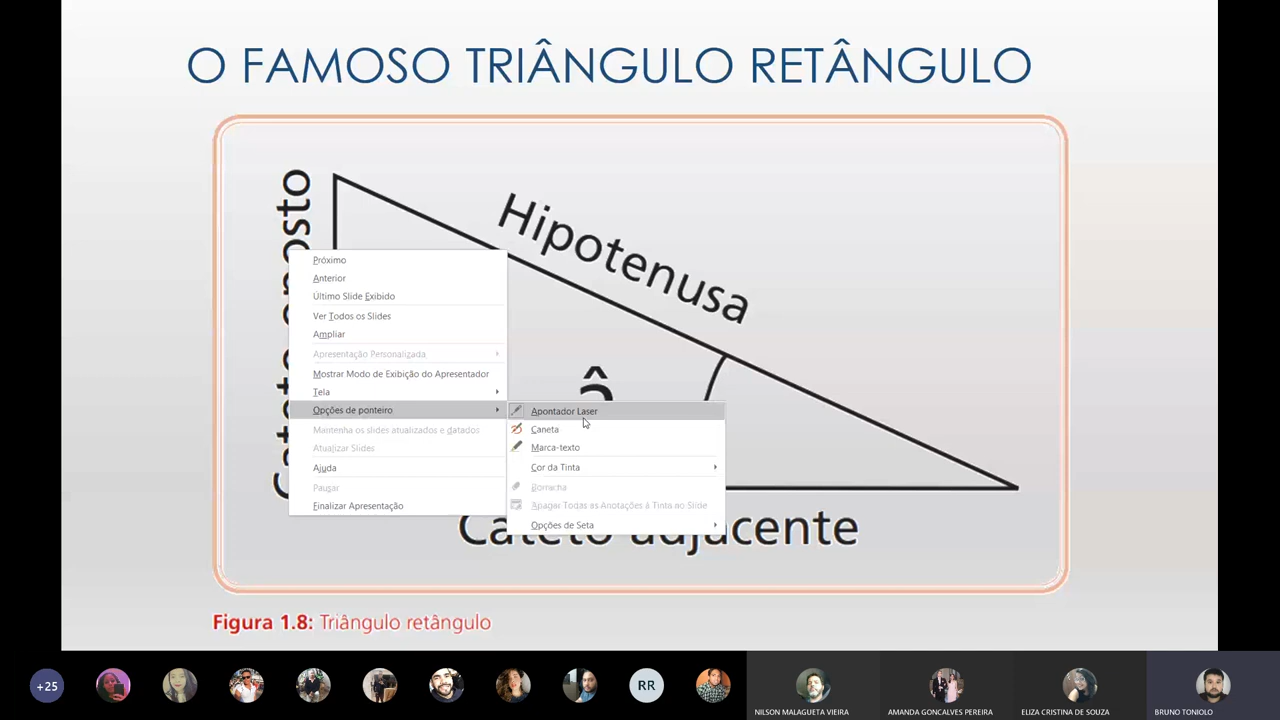 O FAMOSO TRIÂNGULO RETÂNGULO
Hipotenusa
Próximo
Anterior
Último Slide Exibido
Ver Todos os Slides
Ampliar
Apresentação Personalizada
Mostrar Modo de Exibição do Apresentador
Tela
Opções de ponteiro
Mantenha os slides atualizados e datados
Atualizar Slides
Ajuda
Pausar
Finalizar Apresentação
â
Apontador Laser
Caneta
Marca-texto
Cor da Tinta
Borracha
Apagar Todas as Anotações à Tinta no Slide
Opções de Seta
Cateto oposto
Cateto adjacente
Figura 1.8: Triângulo retângulo
+25
RR
NILSON MALAGUETA VIEIRA
AMANDA GONCALVES PEREIRA
ELIZA CRISTINA DE SOUZA
BRUNO TONIOLO